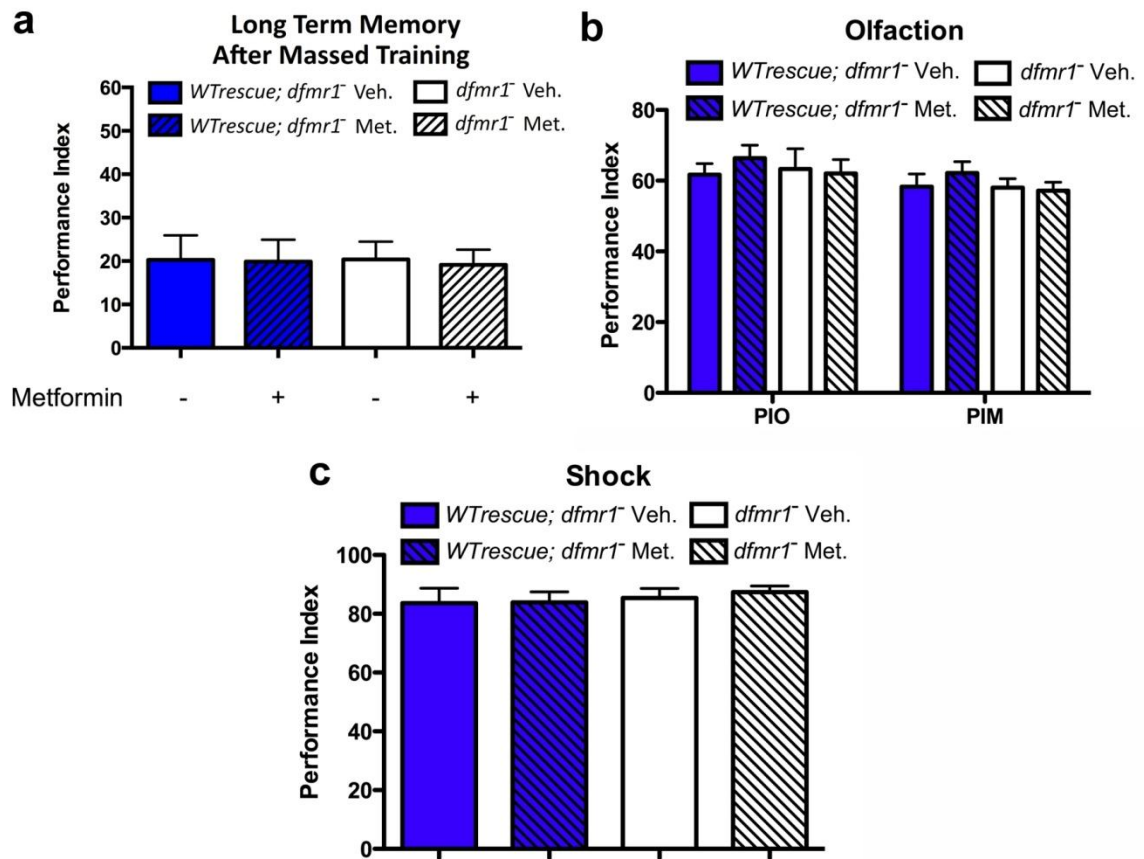 a
Long Term Memory
After Massed Training
WTrescue; dfmr1⁻ Veh. dfmr1⁻ Veh.
WTrescue; dfmr1⁻ Met. dfmr1⁻ Met.
Performance Index
60
50
40
30
20
10
0
Metformin - + - +
b
Olfaction
WTrescue; dfmr1⁻ Veh. dfmr1⁻ Veh.
WTrescue; dfmr1⁻ Met. dfmr1⁻ Met.
Performance Index
80
60
40
20
0
PIO PIM
c
Shock
WTrescue; dfmr1⁻ Veh. dfmr1⁻ Veh.
WTrescue; dfmr1⁻ Met. dfmr1⁻ Met.
Performance Index
100
80
60
40
20
0